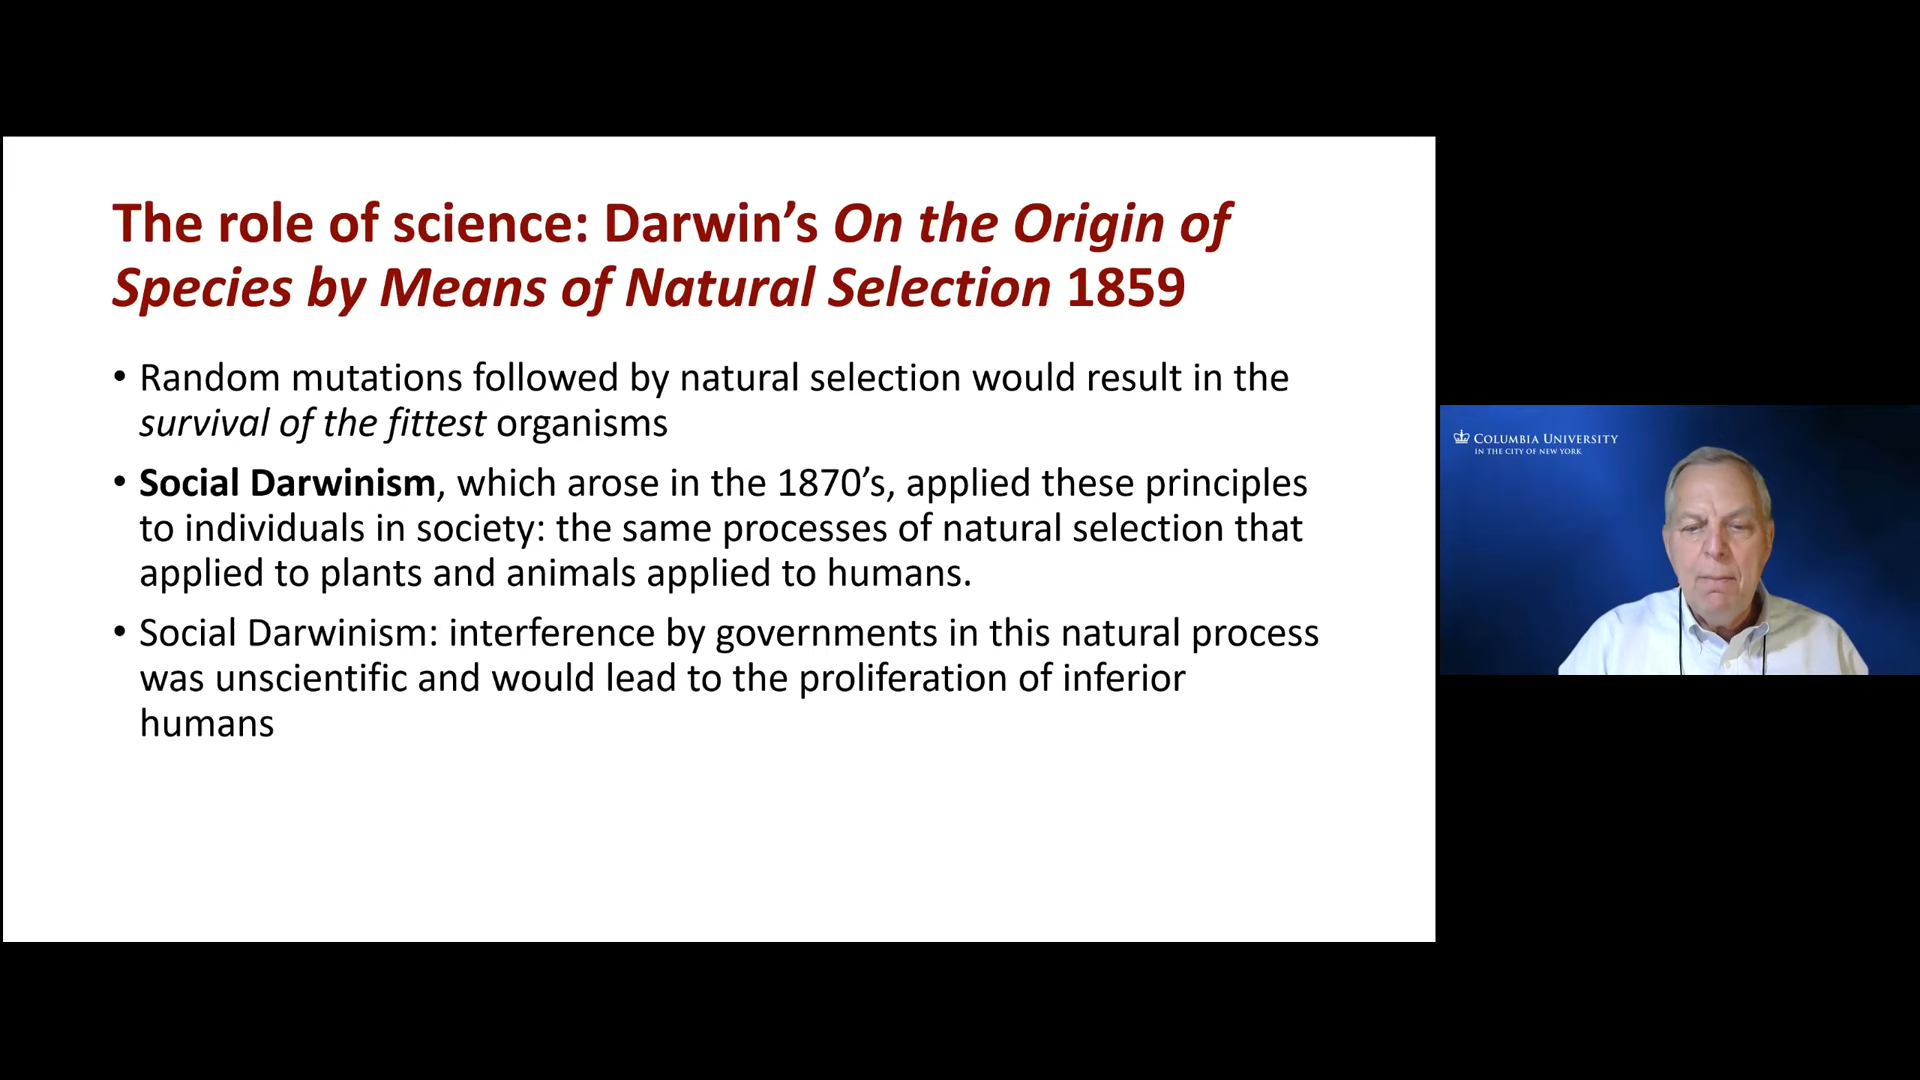 The role of science: Darwin’s On the Origin of
Species by Means of Natural Selection 1859
• Random mutations followed by natural selection would result in the
survival of the fittest organisms
• Social Darwinism, which arose in the 1870’s, applied these principles
to individuals in society: the same processes of natural selection that
applied to plants and animals applied to humans.
• Social Darwinism: interference by governments in this natural process
was unscientific and would lead to the proliferation of inferior
humans
COLUMBIA UNIVERSITY
IN THE CITY OF NEW YORK